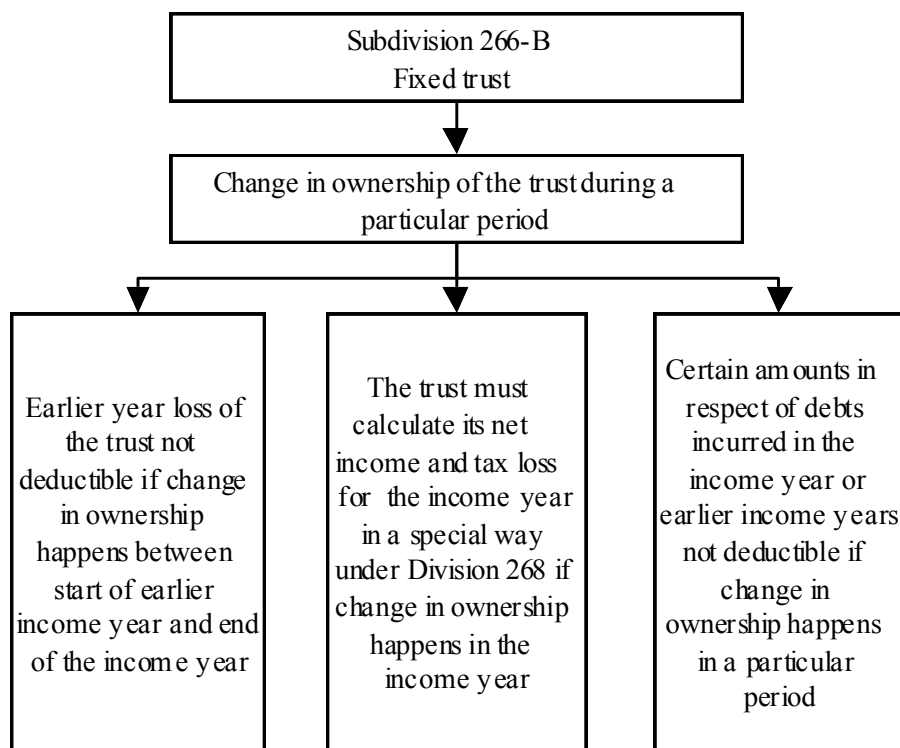 Subdivision 266-B
Fixed trust
Change in ownership of the trust during a
particular period
Earlier year loss of
the trust not
deductible if change
in ownership
happens between
start of earlier
income year and end
of the income year
The trust must
calculate its net
income and tax loss
for the income year
in a special way
under Division 268 if
change in ownership
happens in the
income year
Certain amounts in
respect of debts
incurred in the
income year or
earlier income years
not deductible if
change in
ownership happens
in a particular
period